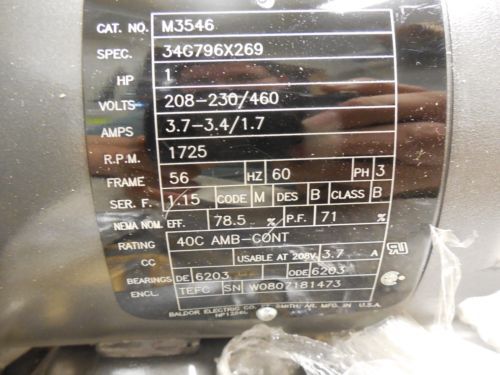 CAT. NO. M3546
SPEC. 34G796X269
HP 1
VOLTS 208-230/460
AMPS 3.7-3.4/1.7
R.P.M. 1725
FRAME 56 HZ 60 PH 3
SER. F. 1.15 CODE M DES B CLASS B
NEMA NOM. EFF. 78.5 % P.F. 71 %
RATING 40C AMB-CONT
CC USABLE AT 208V 3.7 A
BEARINGS DE 6203 ODE 6203
ENCL. TEFC SN W0807181473
BALDOR ELECTRIC CO. FT. SMITH, AR. MFD. IN U.S.A.